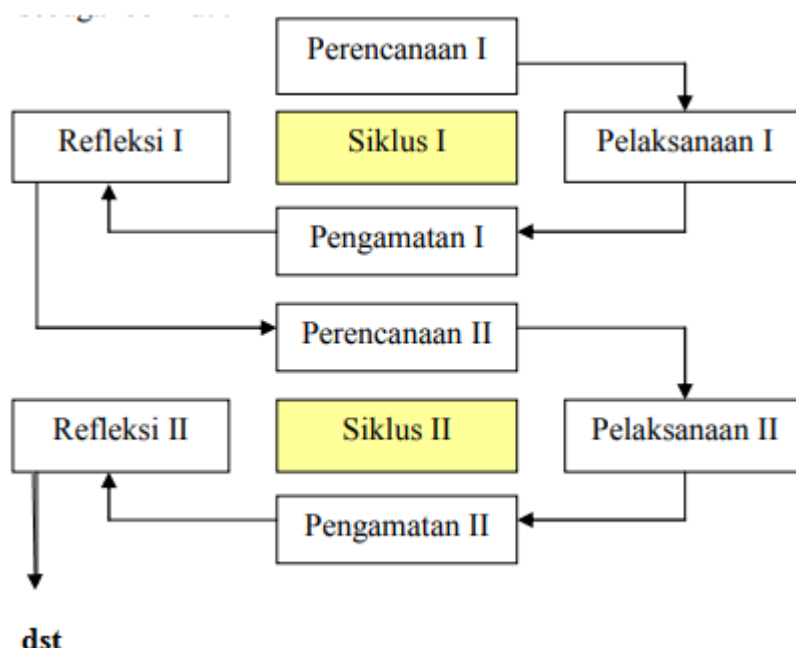 Perencanaan I
Refleksi I
Siklus I
Pelaksanaan I
Pengamatan I
Perencanaan II
Refleksi II
Siklus II
Pelaksanaan II
Pengamatan II
dst